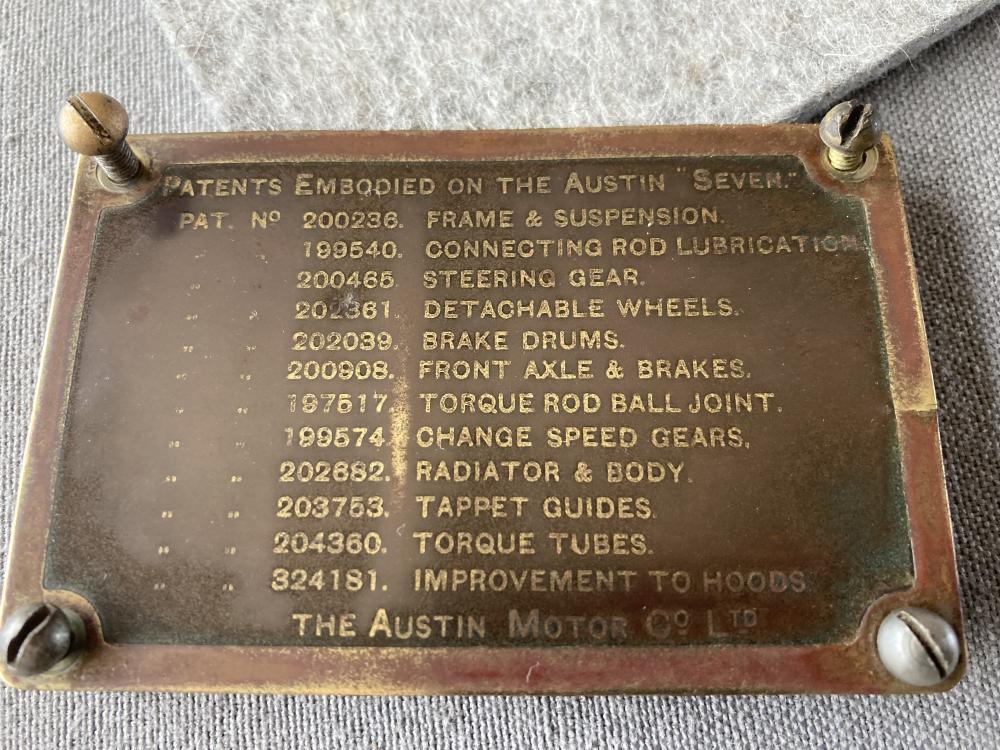 PATENTS EMBODIED ON THE AUSTIN "SEVEN."
PAT. Nº 200236. FRAME & SUSPENSION.
" " 199540. CONNECTING ROD LUBRICATION
" " 200465. STEERING GEAR.
" " 202361. DETACHABLE WHEELS.
" " 202039. BRAKE DRUMS.
" " 200908. FRONT AXLE & BRAKES.
" " 197517. TORQUE ROD BALL JOINT.
" " 199574. CHANGE SPEED GEARS,
" " 202682. RADIATOR & BODY.
" " 203753. TAPPET GUIDES.
" " 204360. TORQUE TUBES.
" " 324181. IMPROVEMENT TO HOODS
THE AUSTIN MOTOR Cº LTD